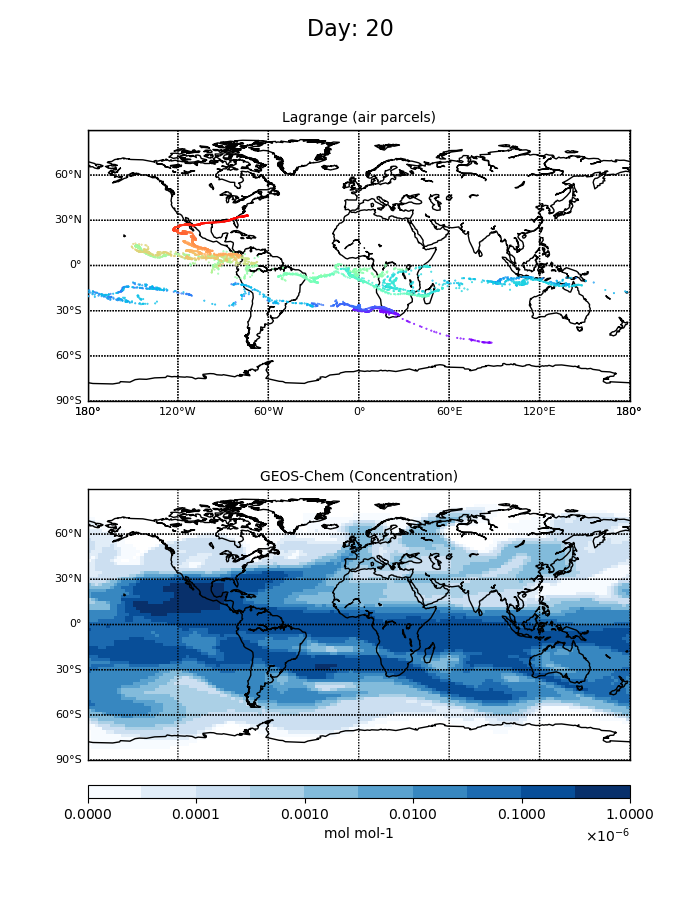 Day: 20
Lagrange (air parcels)
60°N
30°N
0°
30°S
60°S
90°S
180° 120°W 60°W 0° 60°E 120°E 180°
GEOS-Chem (Concentration)
60°N
30°N
0°
30°S
60°S
90°S
0.0000 0.0001 0.0010 0.0100 0.1000 1.0000
mol mol-1 ×10⁻⁶